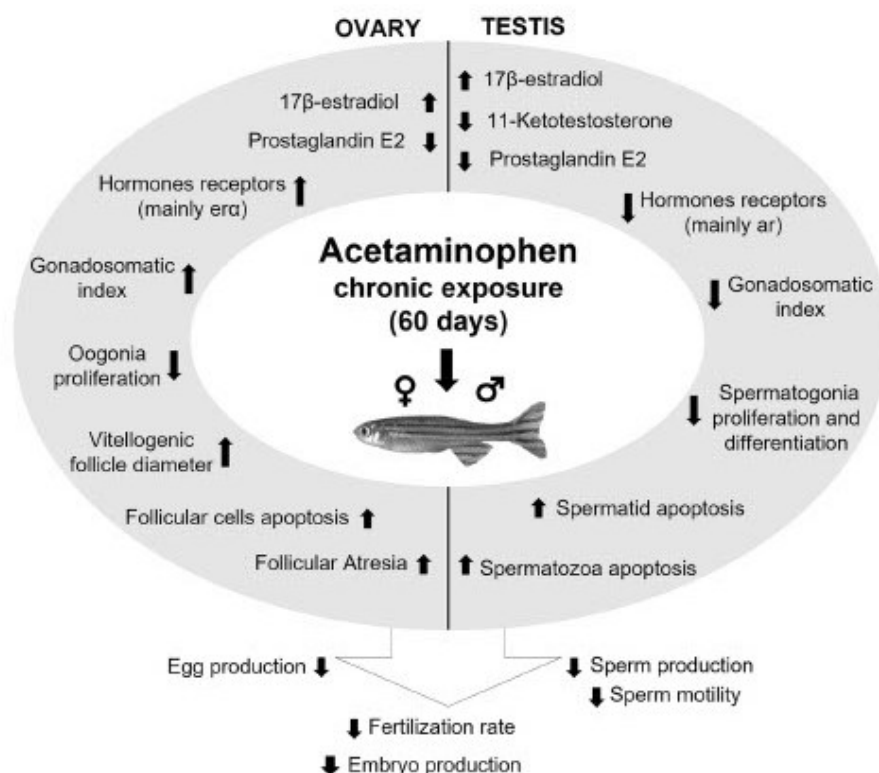 OVARY
TESTIS
17β-estradiol
Prostaglandin E2
Hormones receptors
(mainly erα)
Gonadosomatic
index
Oogonia
proliferation
Vitellogenic
follicle diameter
Follicular cells apoptosis
Follicular Atresia
17β-estradiol
11-Ketotestosterone
Prostaglandin E2
Hormones receptors
(mainly ar)
Gonadosomatic
index
Spermatogonia
proliferation and
differentiation
Spermatid apoptosis
Spermatozoa apoptosis
Acetaminophen
chronic exposure
(60 days)
Egg production
Sperm production
Sperm motility
Fertilization rate
Embryo production